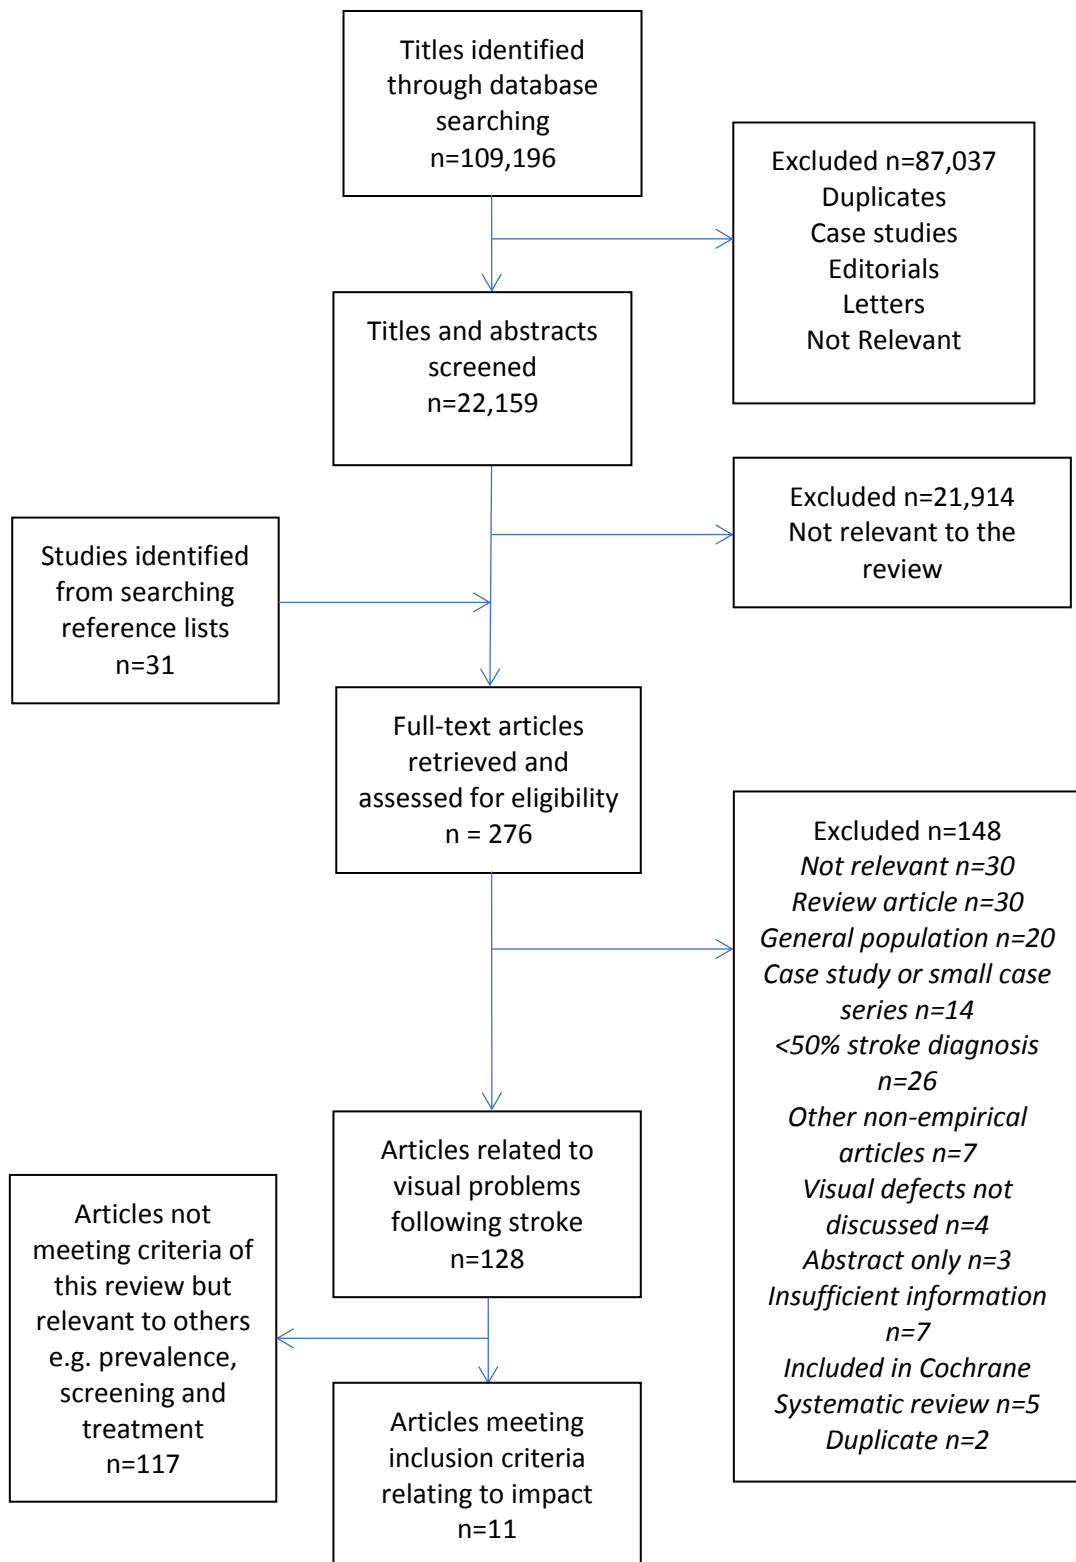 Titles identified
through database
searching
n=109,196
Excluded n=87,037
Duplicates
Case studies
Editorials
Letters
Not Relevant
Titles and abstracts
screened
n=22,159
Excluded n=21,914
Not relevant to the
review
Studies identified
from searching
reference lists
n=31
Full-text articles
retrieved and
assessed for eligibility
n = 276
Excluded n=148
Not relevant n=30
Review article n=30
General population n=20
Case study or small case
series n=14
<50% stroke diagnosis
n=26
Other non-empirical
articles n=7
Visual defects not
discussed n=4
Abstract only n=3
Insufficient information
n=7
Included in Cochrane
Systematic review n=5
Duplicate n=2
Articles related to
visual problems
following stroke
n=128
Articles not
meeting criteria of
this review but
relevant to others
e.g. prevalence,
screening and
treatment
n=117
Articles meeting
inclusion criteria
relating to impact
n=11